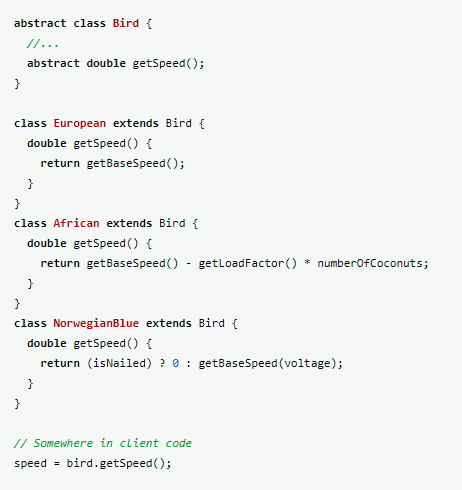 abstract class Bird {
  //...
  abstract double getSpeed();
}

class European extends Bird {
  double getSpeed() {
    return getBaseSpeed();
  }
}
class African extends Bird {
  double getSpeed() {
    return getBaseSpeed() - getLoadFactor() * numberOfCoconuts;
  }
}
class NorwegianBlue extends Bird {
  double getSpeed() {
    return (isNailed) ? 0 : getBaseSpeed(voltage);
  }
}

// Somewhere in client code
speed = bird.getSpeed();